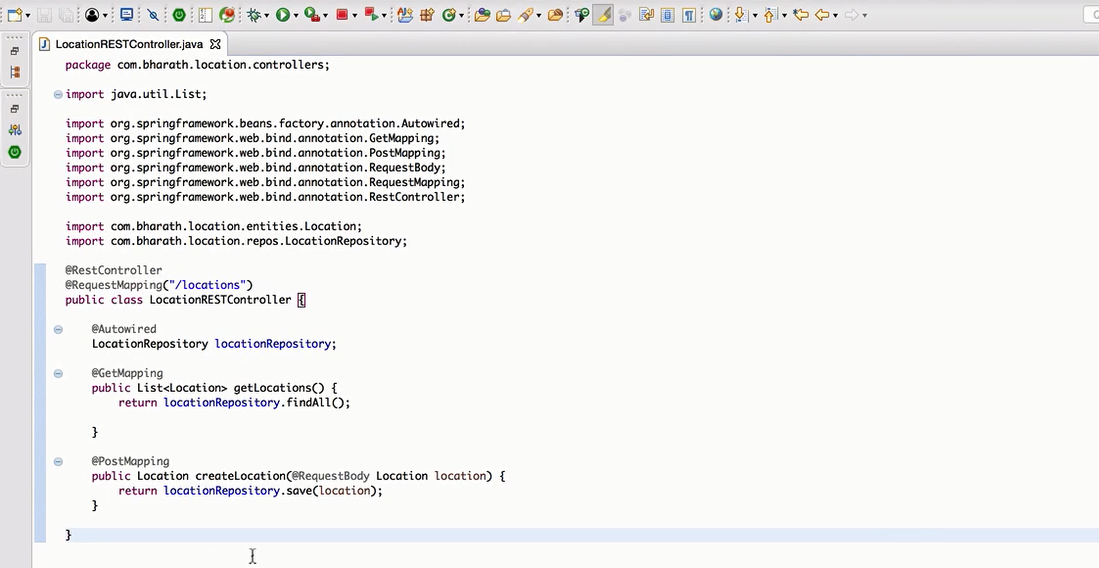 LocationRESTController.java
package com.bharath.location.controllers;
import java.util.List;
import org.springframework.beans.factory.annotation.Autowired;
import org.springframework.web.bind.annotation.GetMapping;
import org.springframework.web.bind.annotation.PostMapping;
import org.springframework.web.bind.annotation.RequestBody;
import org.springframework.web.bind.annotation.RequestMapping;
import org.springframework.web.bind.annotation.RestController;
import com.bharath.location.entities.Location;
import com.bharath.location.repos.LocationRepository;
@RestController
@RequestMapping("/locations")
public class LocationRESTController {
@Autowired
LocationRepository locationRepository;
@GetMapping
public List<Location> getLocations() {
return locationRepository.findAll();
}
@PostMapping
public Location createLocation(@RequestBody Location location) {
return locationRepository.save(location);
}
}